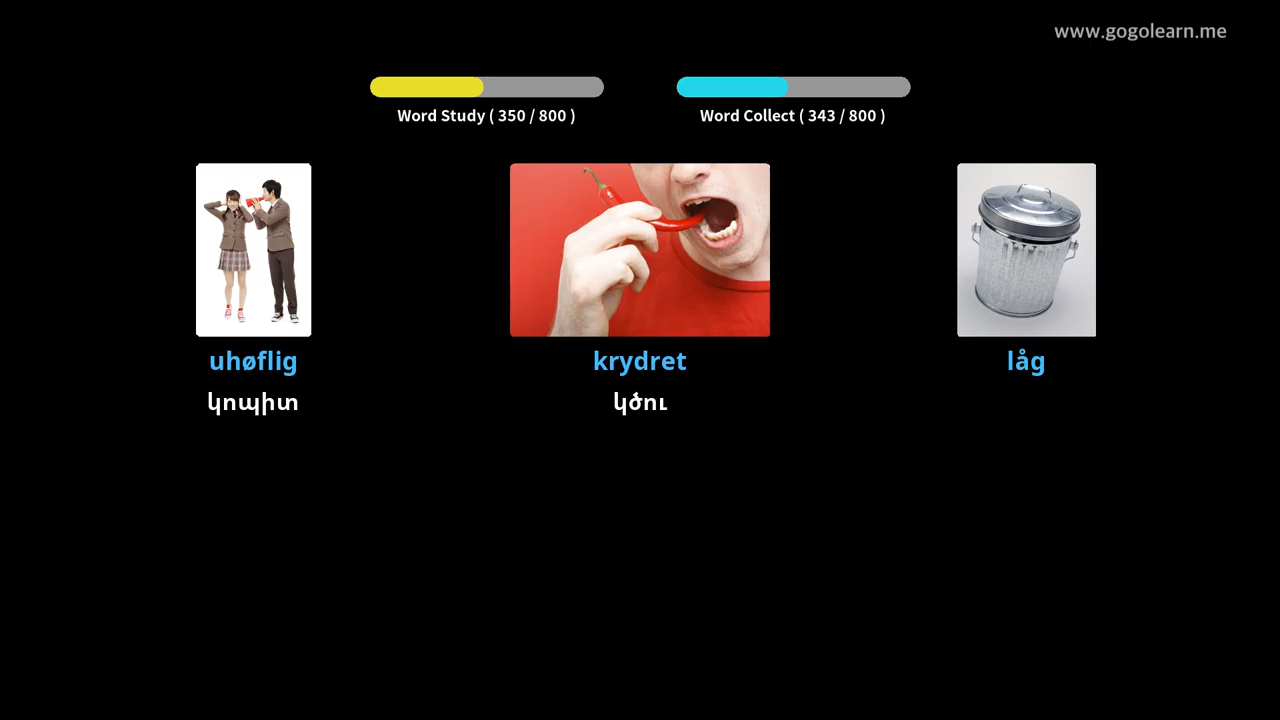 www.gogolearn.me
Word Study ( 350 / 800 )
Word Collect ( 343 / 800 )
uhøflig
krydret
låg
կոպիտ
կծու